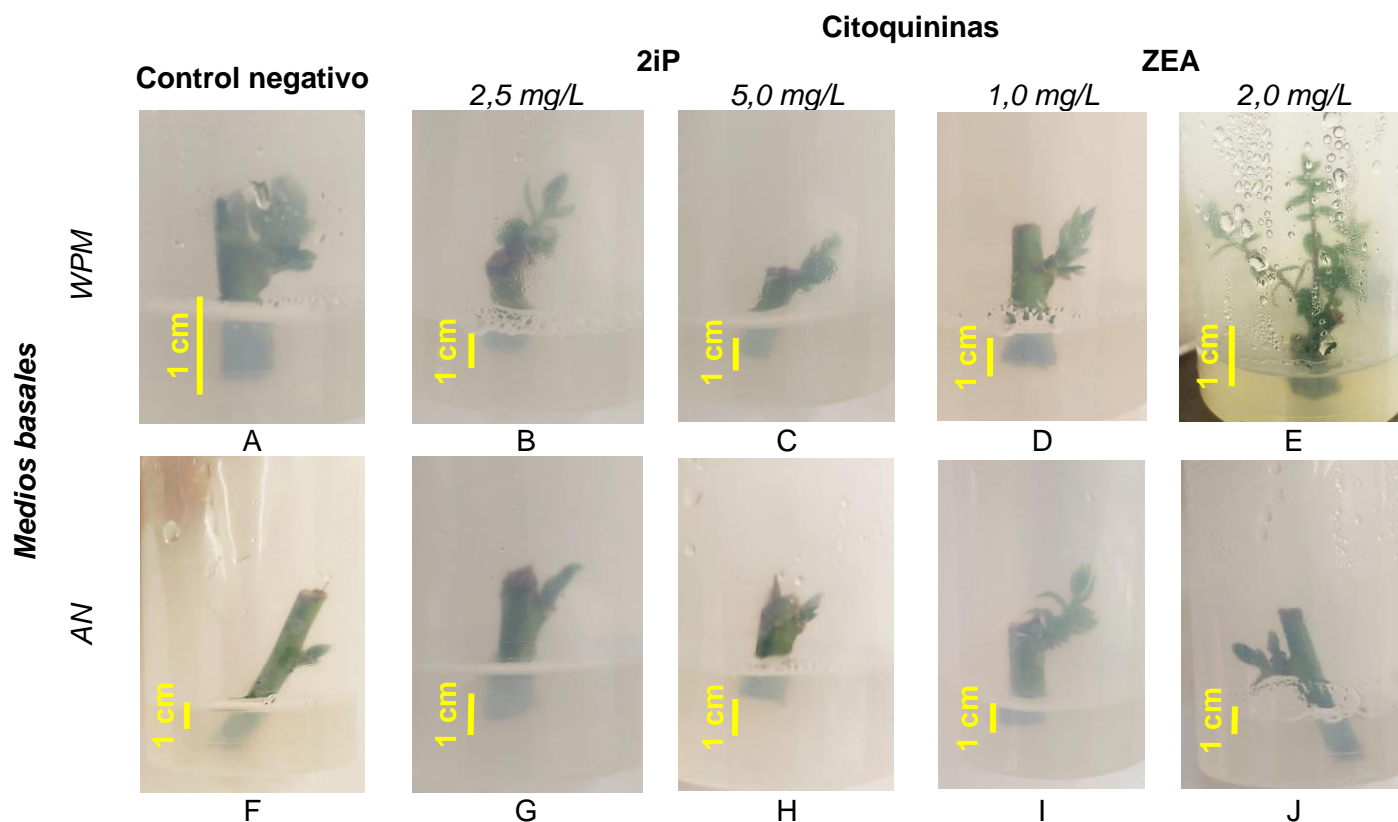 Citoquininas
Control negativo
2iP
ZEA
2,5 mg/L
5,0 mg/L
1,0 mg/L
2,0 mg/L
Medios basales
WPM
1 cm
1 cm
1 cm
1 cm
1 cm
A
B
C
D
E
AN
1 cm
1 cm
1 cm
1 cm
1 cm
F
G
H
I
J